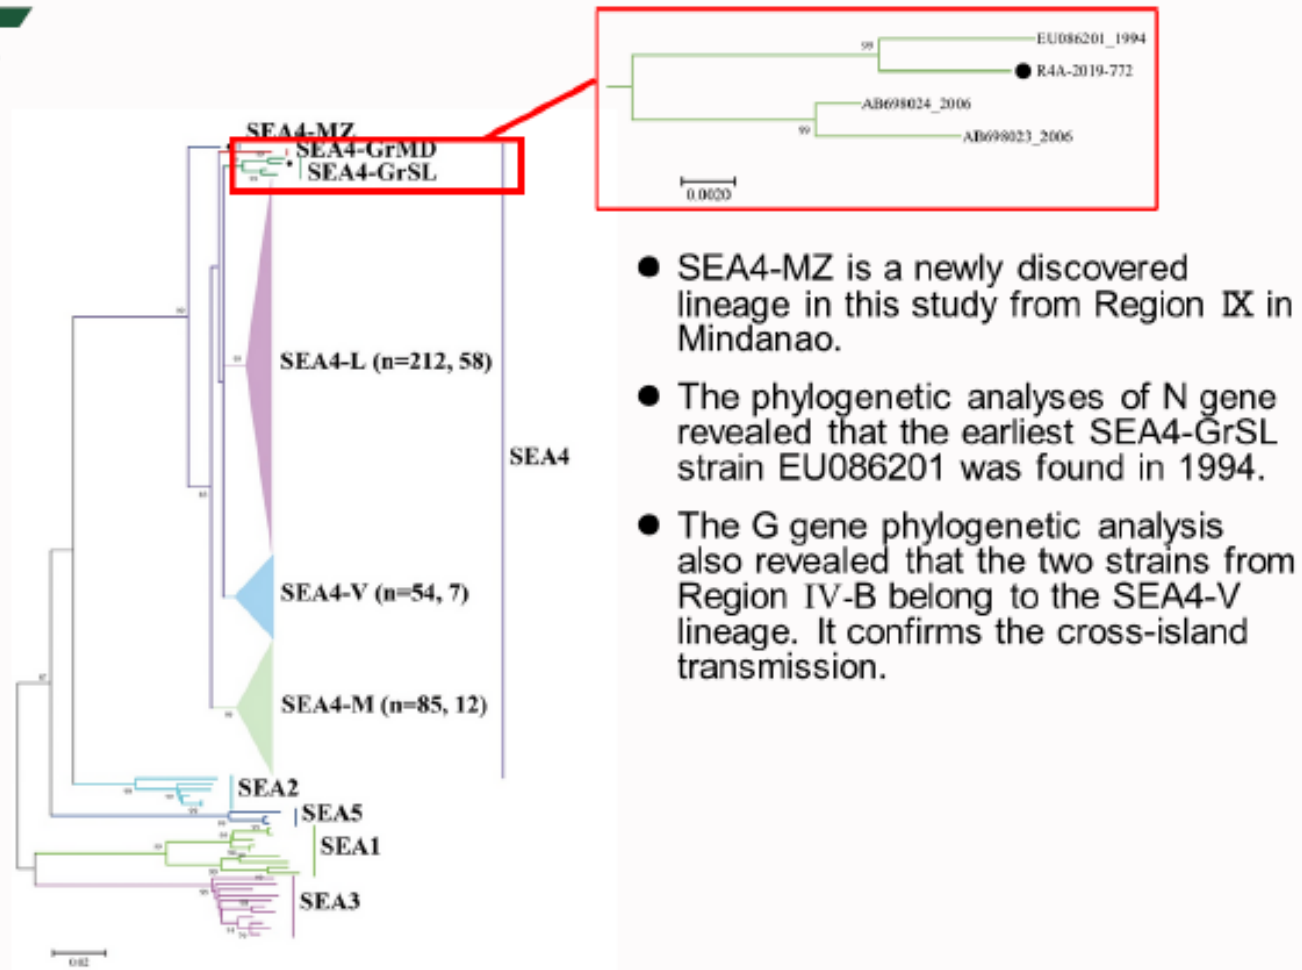 EU086201_1994
99
R4A-2019-772
AB698024_2006
99
AB698023_2006
0.0020
SEA4-MZ
SEA4-GrMD
SEA4-GrSL
SEA4-L (n=212, 58)
SEA4
SEA4-V (n=54, 7)
SEA4-M (n=85, 12)
SEA2
SEA5
SEA1
SEA3
0.02
● SEA4-MZ is a newly discovered
lineage in this study from Region Ⅸ in
Mindanao.
● The phylogenetic analyses of N gene
revealed that the earliest SEA4-GrSL
strain EU086201 was found in 1994.
● The G gene phylogenetic analysis
also revealed that the two strains from
Region Ⅳ-B belong to the SEA4-V
lineage. It confirms the cross-island
transmission.